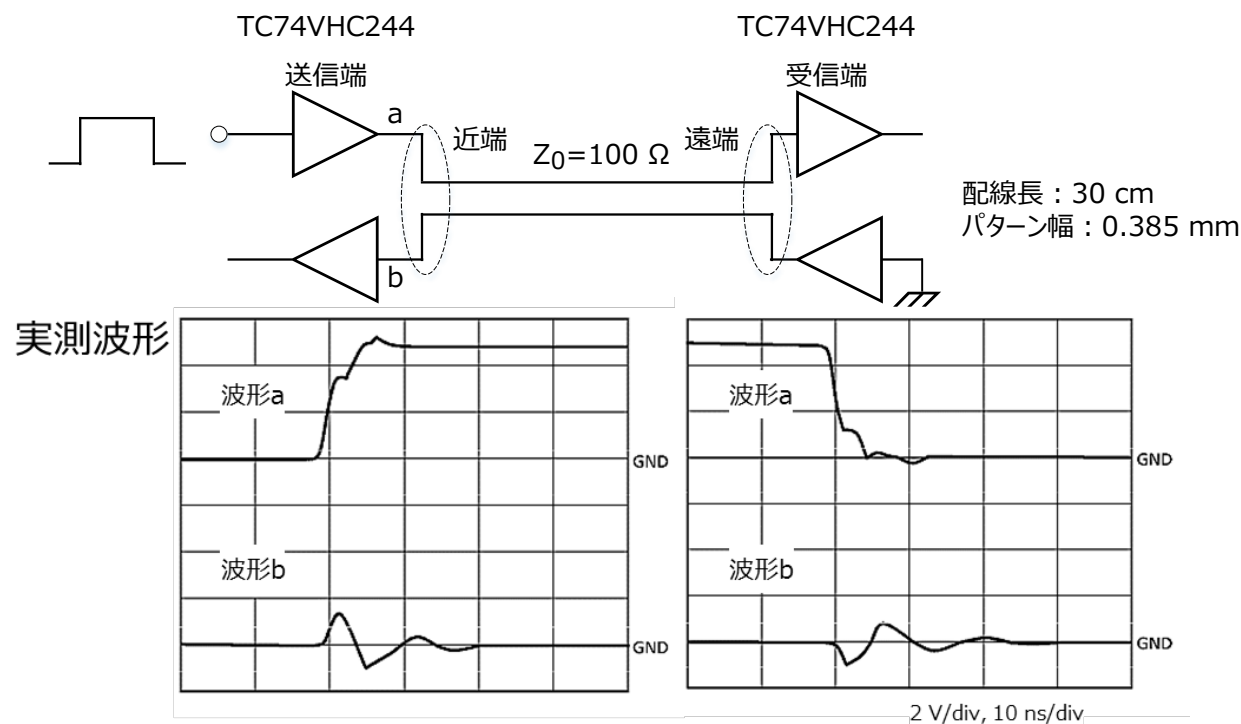 TC74VHC244
TC74VHC244
送信端
受信端
a
近端
遠端
Z₀=100 Ω
配線長：30 cm
パターン幅：0.385 mm
b
実測波形
波形a
GND
波形b
GND
波形a
GND
波形b
GND
2 V/div, 10 ns/div